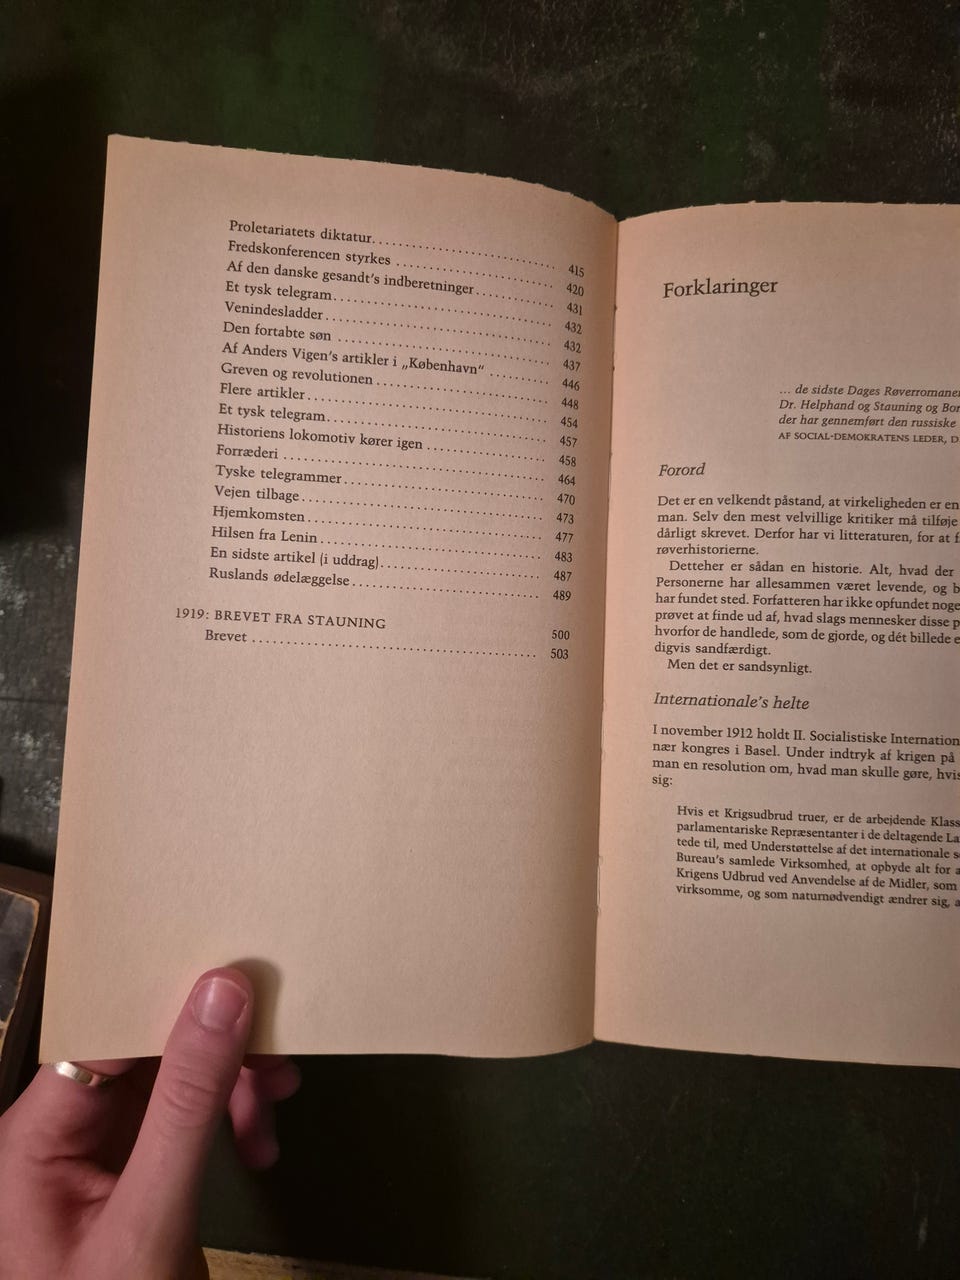 Proletariatets diktatur. . . . . . . . . . . . . . . . . . . . . . . . 415
Fredskonferencen styrkes . . . . . . . . . . . . . . . . . . . . . 420
Af den danske gesandt's indberetninger. . . . . . . . . . . 431
Et tysk telegram. . . . . . . . . . . . . . . . . . . . . . . . . . . . . 432
Venindesladder. . . . . . . . . . . . . . . . . . . . . . . . . . . . . . 432
Den fortabte søn . . . . . . . . . . . . . . . . . . . . . . . . . . . . 437
Af Anders Vigen's artikler i „København“ . . . . . . . . . 446
Greven og revolutionen . . . . . . . . . . . . . . . . . . . . . . . 448
Flere artikler. . . . . . . . . . . . . . . . . . . . . . . . . . . . . . . . 454
Et tysk telegram. . . . . . . . . . . . . . . . . . . . . . . . . . . . . 457
Historiens lokomotiv kører igen . . . . . . . . . . . . . . . . 458
Forræderi . . . . . . . . . . . . . . . . . . . . . . . . . . . . . . . . . . 464
Tyske telegrammer. . . . . . . . . . . . . . . . . . . . . . . . . . . 470
Vejen tilbage. . . . . . . . . . . . . . . . . . . . . . . . . . . . . . . . 473
Hjemkomsten. . . . . . . . . . . . . . . . . . . . . . . . . . . . . . . 477
Hilsen fra Lenin. . . . . . . . . . . . . . . . . . . . . . . . . . . . . 483
En sidste artikel (i uddrag). . . . . . . . . . . . . . . . . . . . . 487
Ruslands ødelæggelse. . . . . . . . . . . . . . . . . . . . . . . . . 489
1919: BREVET FRA STAUNING 500
Brevet . . . . . . . . . . . . . . . . . . . . . . . . . . . . . . . . . . . . 503
Forklaringer
... de sidste Dages Røverromaner
Dr. Helphand og Stauning og Bor
der har gennemført den russiske
AF SOCIAL-DEMOKRATENS LEDER, D.
Forord
Det er en velkendt påstand, at virkeligheden er en
man. Selv den mest velvillige kritiker må tilføje
dårligt skrevet. Derfor har vi litteraturen, for at f
røverhistorierne.
Detteher er sådan en historie. Alt, hvad der
Personerne har allesammen været levende, og b
har fundet sted. Forfatteren har ikke opfundet noge
prøvet at finde ud af, hvad slags mennesker disse p
hvorfor de handlede, som de gjorde, og dét billede e
digvis sandfærdigt.
Men det er sandsynligt.
Internationale's helte
I november 1912 holdt II. Socialistiske Internation
nær kongres i Basel. Under indtryk af krigen på
man en resolution om, hvad man skulle gøre, hvis
sig:
Hvis et Krigsudbrud truer, er de arbejdende Klass
parlamentariske Repræsentanter i de deltagende La
tede til, med Understøttelse af det internationale s
Bureau's samlede Virksomhed, at opbyde alt for a
Krigens Udbrud ved Anvendelse af de Midler, som
virksomme, og som naturnødvendigt ændrer sig, a